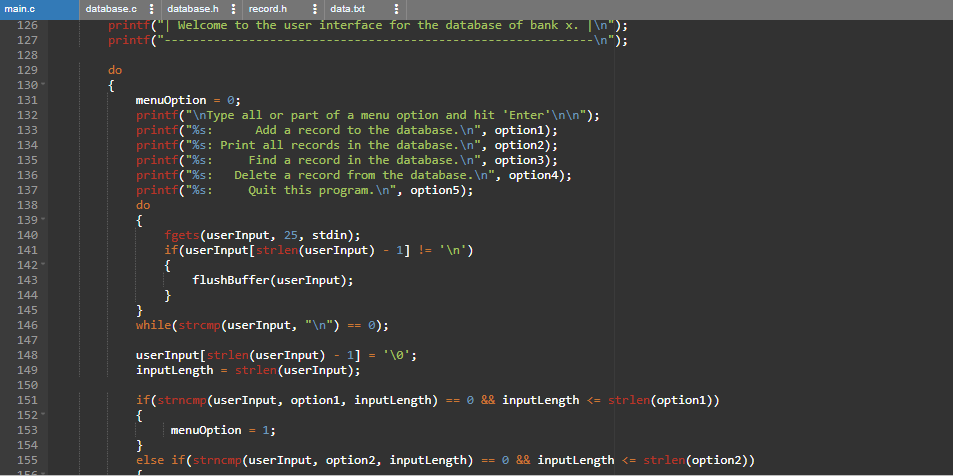 main.c database.c database.h record.h data.txt
126 printf("| Welcome to the user interface for the database of bank x. |\n");
127 printf("-------------------------------------------------------------\n");
128
129 do
130 {
131 menuOption = 0;
132 printf("\nType all or part of a menu option and hit 'Enter'\n\n");
133 printf("%s:      Add a record to the database.\n", option1);
134 printf("%s: Print all records in the database.\n", option2);
135 printf("%s:     Find a record in the database.\n", option3);
136 printf("%s:   Delete a record from the database.\n", option4);
137 printf("%s:     Quit this program.\n", option5);
138 do
139 {
140 fgets(userInput, 25, stdin);
141 if(userInput[strlen(userInput) - 1] != '\n')
142 {
143 flushBuffer(userInput);
144 }
145 }
146 while(strcmp(userInput, "\n") == 0);
147
148 userInput[strlen(userInput) - 1] = '\0';
149 inputLength = strlen(userInput);
150
151 if(strncmp(userInput, option1, inputLength) == 0 && inputLength <= strlen(option1))
152 {
153 menuOption = 1;
154 }
155 else if(strncmp(userInput, option2, inputLength) == 0 && inputLength <= strlen(option2))
156 {